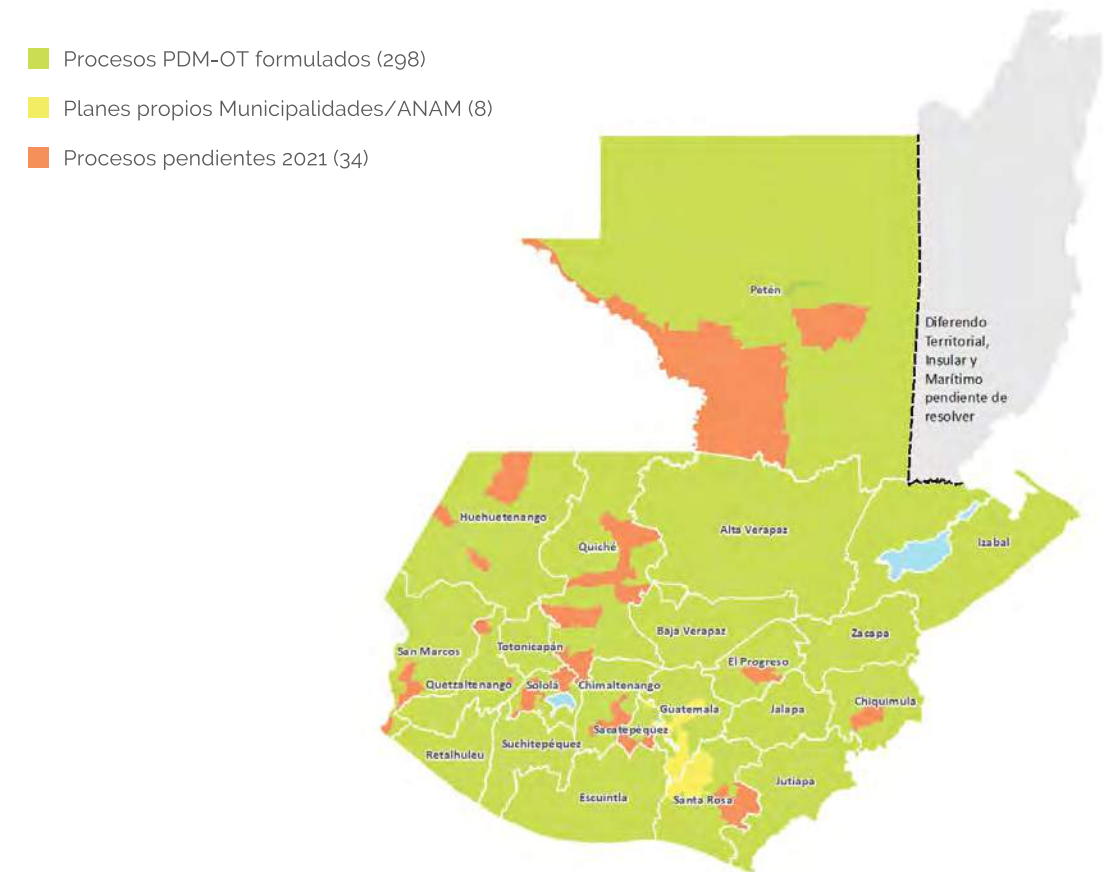 Procesos PDM-OT formulados (298)
Planes propios Municipalidades/ANAM (8)
Procesos pendientes 2021 (34)
Petén
Diferendo
Territorial,
Insular y
Marítimo
pendiente de
resolver
Huehuetenango
Quiché
Alta Verapaz
Izabal
San Marcos
Totonicapán
Baja Verapaz
Zacapa
El Progreso
Quetzaltenango
Sololá
Chimaltenango
Guatemala
Jalapa
Chiquimula
Sacatepéquez
Retalhuleu
Suchitepéquez
Escuintla
Santa Rosa
Jutiapa